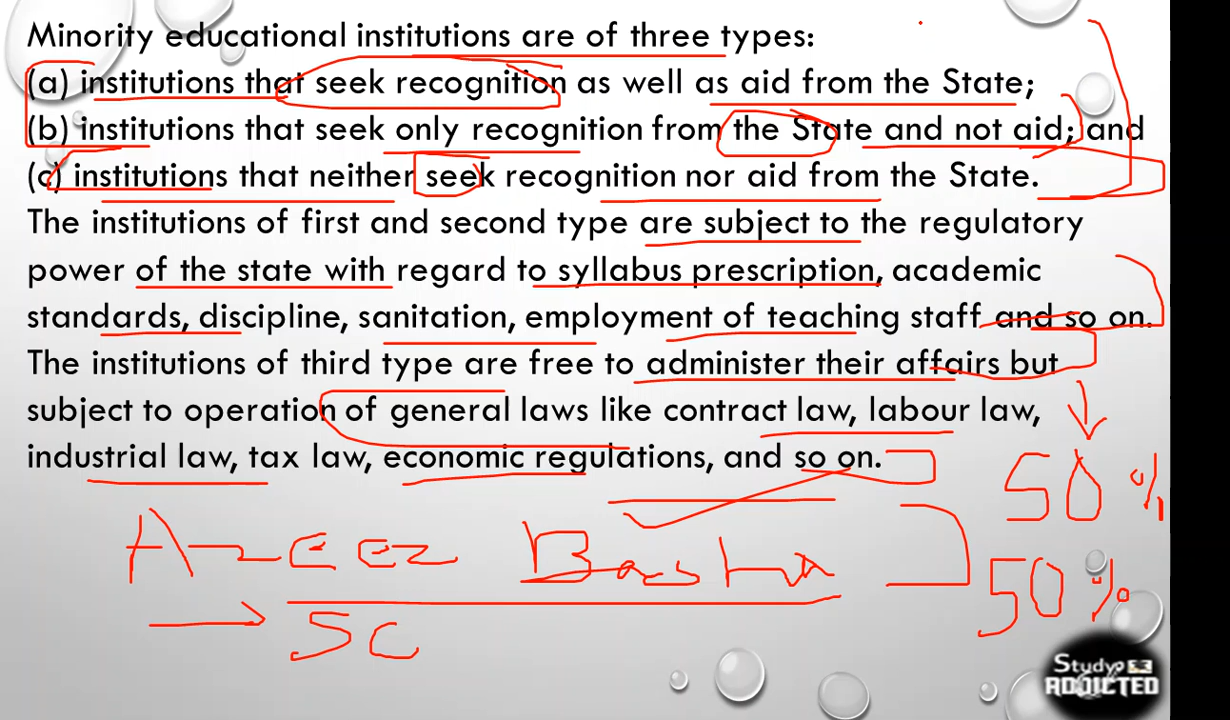 Minority educational institutions are of three types:
(a) institutions that seek recognition as well as aid from the State;
(b) institutions that seek only recognition from the State and not aid; and
(c) institutions that neither seek recognition nor aid from the State.
The institutions of first and second type are subject to the regulatory
power of the state with regard to syllabus prescription, academic
standards, discipline, sanitation, employment of teaching staff and so on.
The institutions of third type are free to administer their affairs but
subject to operation of general laws like contract law, labour law,
industrial law, tax law, economic regulations, and so on.
50%
Azeez Basha
50%
SC
Study
ADDICTED